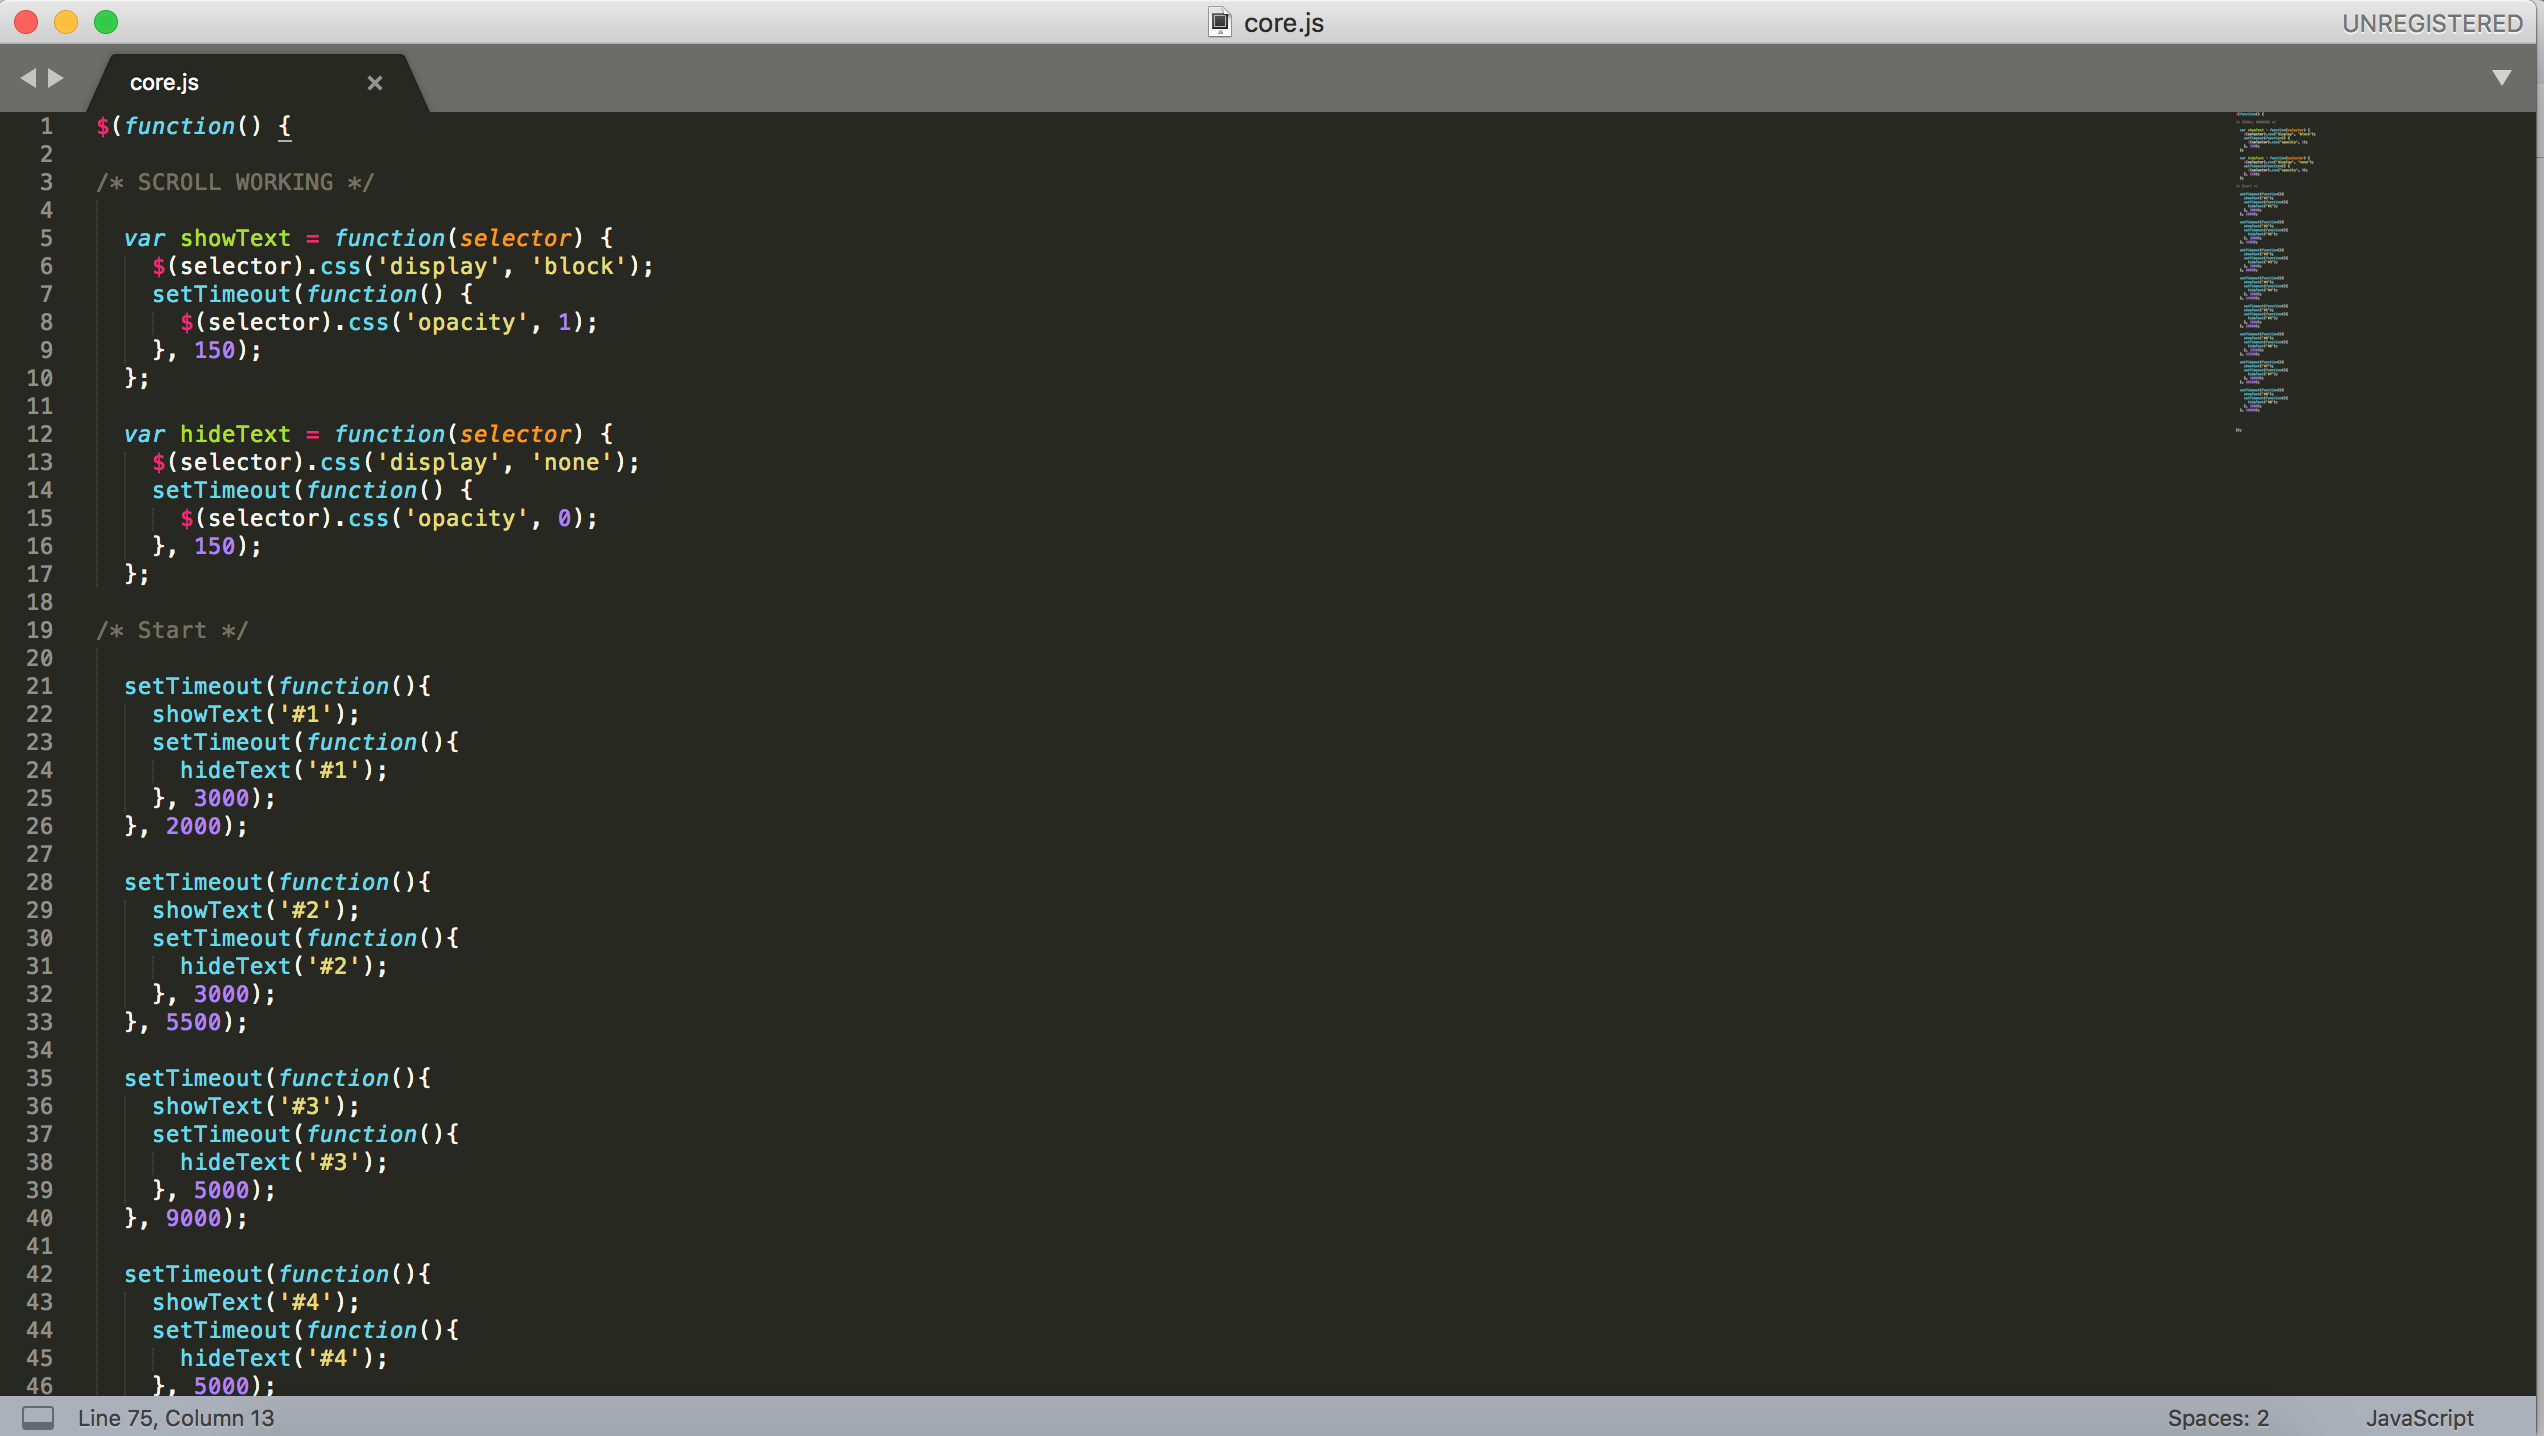 core.js
UNREGISTERED
core.js ×
1 $(function() {
2
3 /* SCROLL WORKING */
4
5   var showText = function(selector) {
6     $(selector).css('display', 'block');
7     setTimeout(function() {
8       $(selector).css('opacity', 1);
9     }, 150);
10   };
11
12   var hideText = function(selector) {
13     $(selector).css('display', 'none');
14     setTimeout(function() {
15       $(selector).css('opacity', 0);
16     }, 150);
17   };
18
19 /* Start */
20
21   setTimeout(function(){
22     showText('#1');
23     setTimeout(function(){
24       hideText('#1');
25     }, 3000);
26   }, 2000);
27
28   setTimeout(function(){
29     showText('#2');
30     setTimeout(function(){
31       hideText('#2');
32     }, 3000);
33   }, 5500);
34
35   setTimeout(function(){
36     showText('#3');
37     setTimeout(function(){
38       hideText('#3');
39     }, 5000);
40   }, 9000);
41
42   setTimeout(function(){
43     showText('#4');
44     setTimeout(function(){
45       hideText('#4');
46     }, 5000);
Line 75, Column 13
Spaces: 2
JavaScript